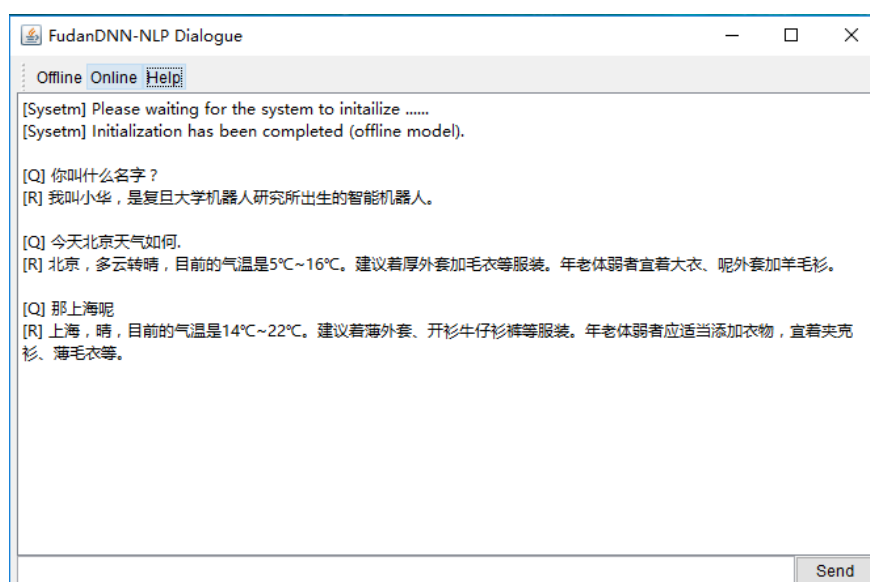 FudanDNN-NLP Dialogue
Offline Online Help
[Sysetm] Please waiting for the system to initailize ......
[Sysetm] Initialization has been completed (offline model).
[Q] 你叫什么名字？
[R] 我叫小华，是复旦大学机器人研究所出生的智能机器人。
[Q] 今天北京天气如何.
[R] 北京，多云转晴，目前的气温是5℃~16℃。建议着厚外套加毛衣等服装。年老体弱者宜着大衣、呢外套加羊毛衫。
[Q] 那上海呢
[R] 上海，晴，目前的气温是14℃~22℃。建议着薄外套、开衫牛仔衫裤等服装。年老体弱者应适当添加衣物，宜着夹克
衫、薄毛衣等。
Send